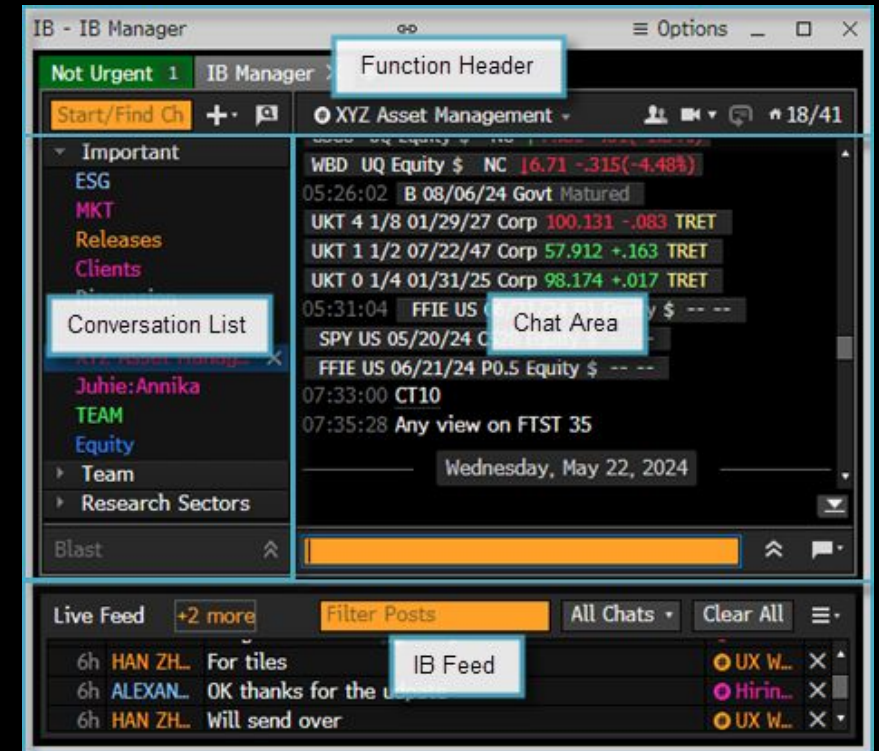 IB - IB Manager Options
Not Urgent 1 IB Manager
Function Header
Start/Find Ch XYZ Asset Management 18/41
Important
ESG
MKT
Releases
Clients
Conversation List
XYZ Asset Manag...
Juhie:Annika
TEAM
Equity
Team
Research Sectors
Blast
UQ Equity $ NC
WBD UQ Equity $ NC ↓6.71 -.315(-4.48%)
05:26:02 B 08/06/24 Govt Matured
UKT 4 1/8 01/29/27 Corp 100.131 -.083 TRET
UKT 1 1/2 07/22/47 Corp 57.912 +.163 TRET
UKT 0 1/4 01/31/25 Corp 98.174 +.017 TRET
05:31:04 FFIE US $ -- --
Chat Area
SPY US 05/20/24
FFIE US 06/21/24 P0.5 Equity $ -- --
07:33:00 CT10
07:35:28 Any view on FTST 35
Wednesday, May 22, 2024
Live Feed +2 more Filter Posts All Chats Clear All
IB Feed
6h HAN ZH... For tiles UX W...
6h ALEXAN... OK thanks for the Hirin...
6h HAN ZH... Will send over UX W...